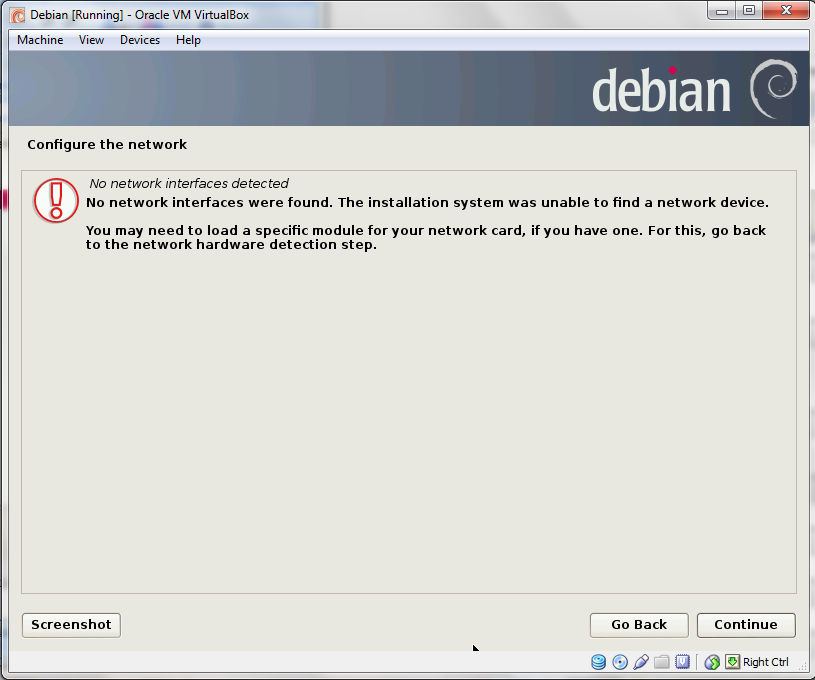 Debian [Running] - Oracle VM VirtualBox
Machine View Devices Help
debian
Configure the network
No network interfaces detected
No network interfaces were found. The installation system was unable to find a network device.
You may need to load a specific module for your network card, if you have one. For this, go back
to the network hardware detection step.
Screenshot Go Back Continue
Right Ctrl